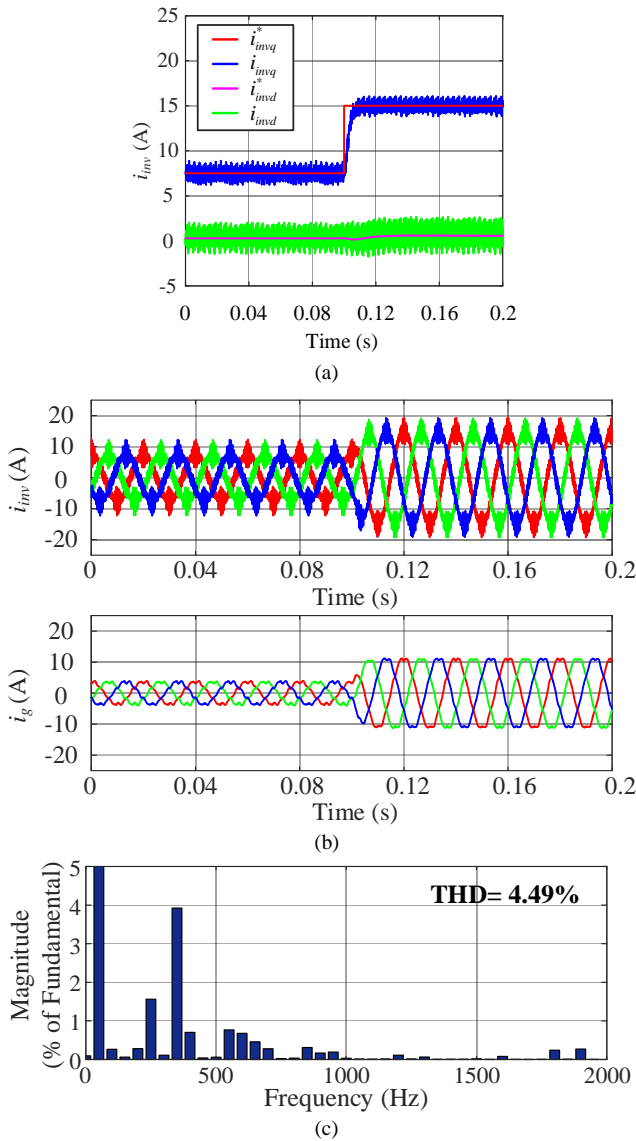 25
20
15
10
5
0
-5
i*invq
iinvq
i*invd
iinvd
iinv (A)
0 0.04 0.08 0.12 0.16 0.2
Time (s)
(a)
20
10
0
-10
-20
iinv (A)
0 0.04 0.08 0.12 0.16 0.2
Time (s)
20
10
0
-10
-20
ig (A)
0 0.04 0.08 0.12 0.16 0.2
Time (s)
(b)
5
4
3
2
1
0
Magnitude
(% of Fundamental)
THD= 4.49%
0 500 1000 1500 2000
Frequency (Hz)
(c)